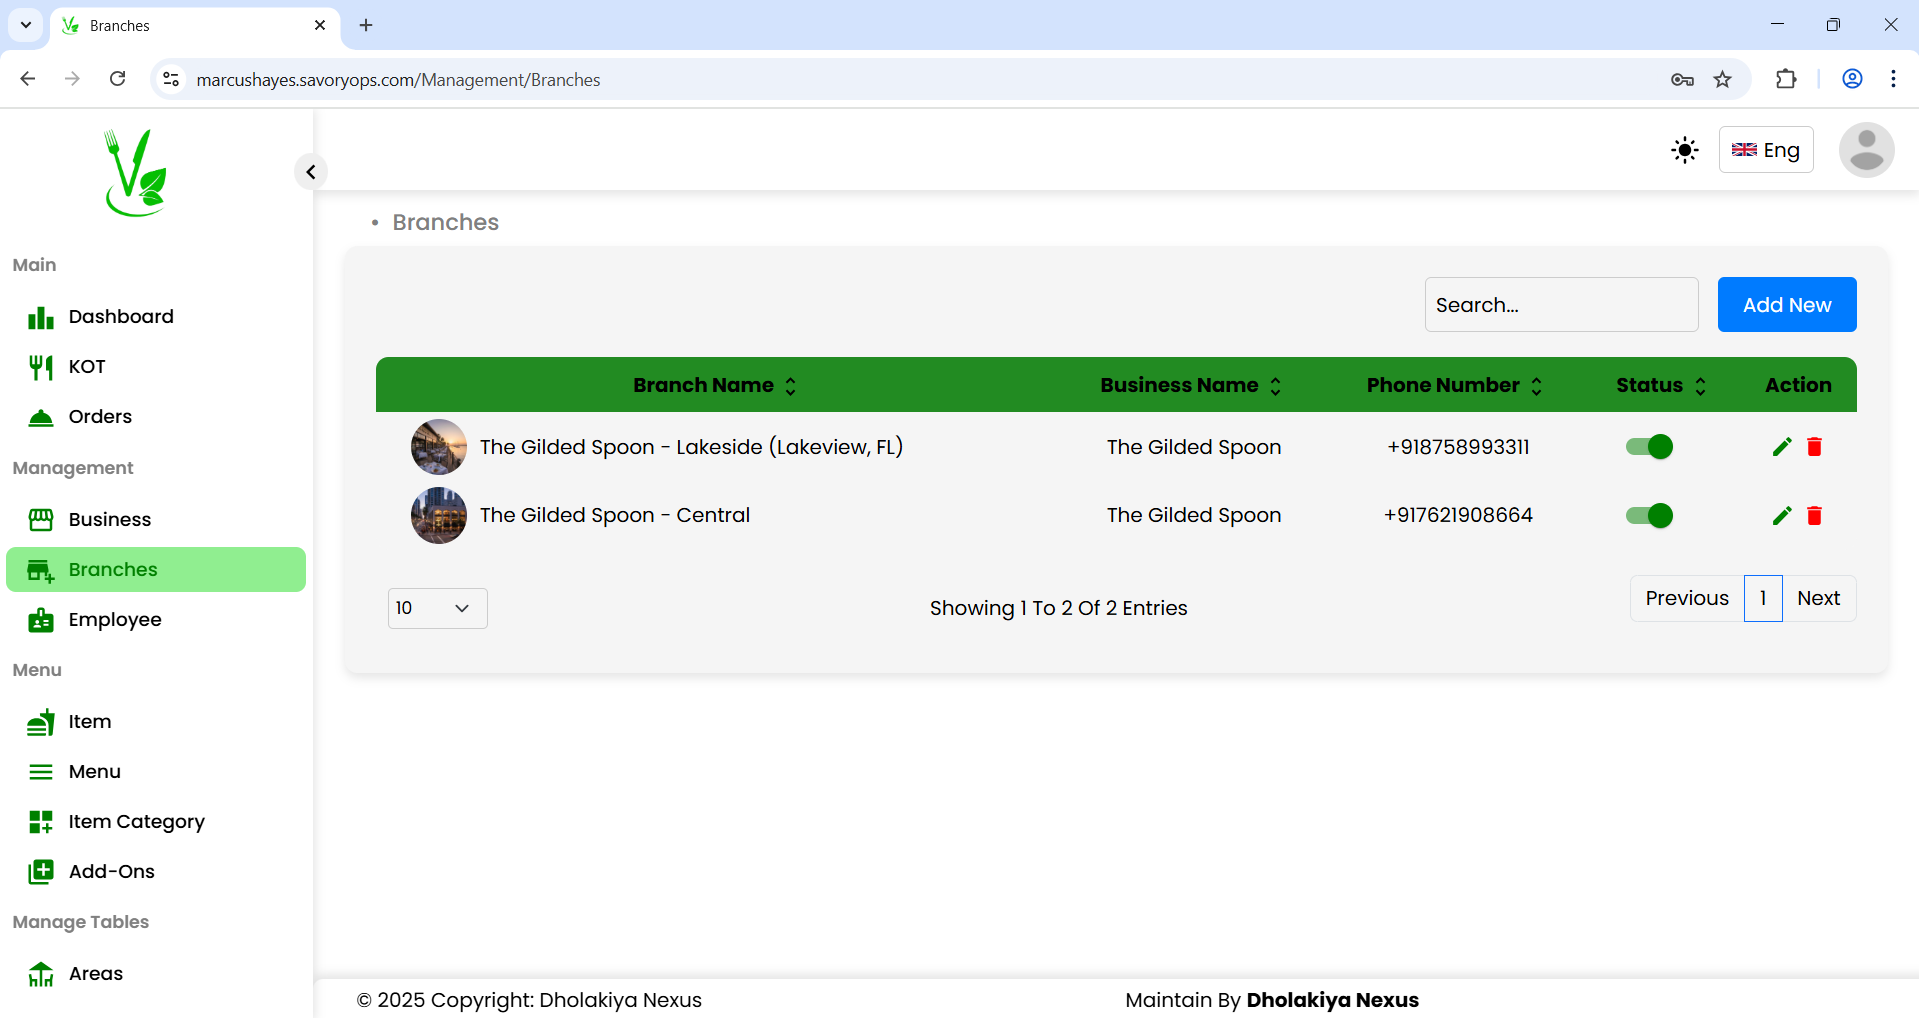 Branches
marcushayes.savoryops.com/Management/Branches
Eng
Main
Dashboard
KOT
Orders
Management
Business
Branches
Employee
Menu
Item
Menu
Item Category
Add-Ons
Manage Tables
Areas
• Branches
Search...
Add New
Branch Name Business Name Phone Number Status Action
The Gilded Spoon - Lakeside (Lakeview, FL) The Gilded Spoon +918758993311
The Gilded Spoon - Central The Gilded Spoon +917621908664
10 Showing 1 To 2 Of 2 Entries Previous 1 Next
© 2025 Copyright: Dholakiya Nexus Maintain By Dholakiya Nexus